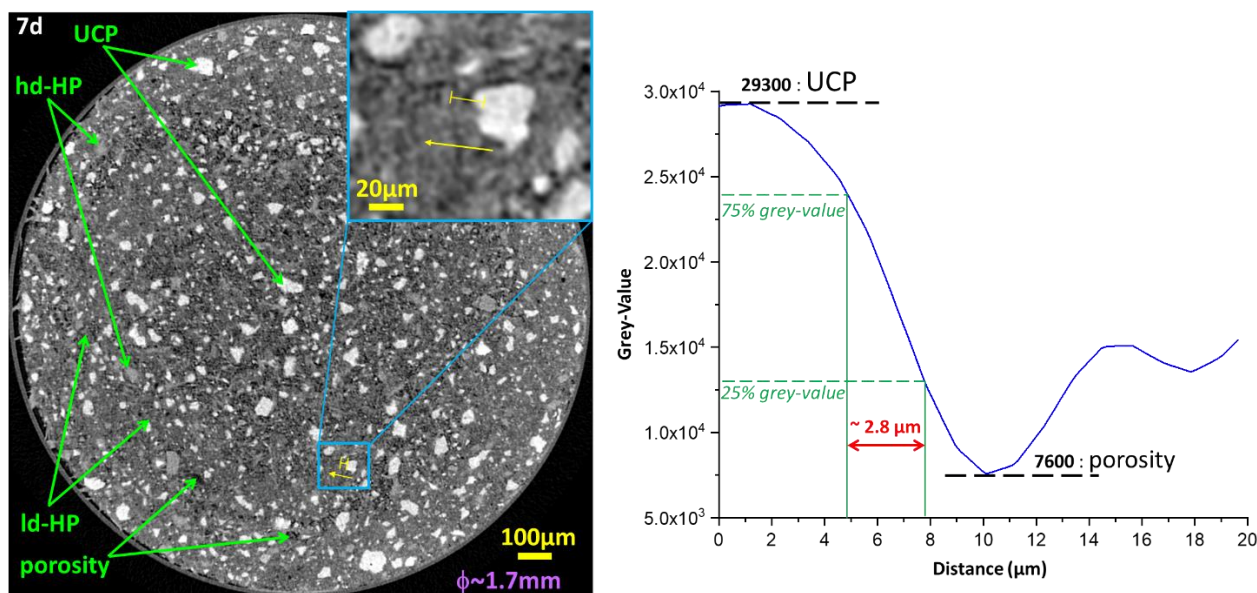 7d
UCP
hd-HP
20µm
ld-HP
porosity
100µm
ϕ~1.7mm
29300 : UCP
3.0x10⁴
2.5x10⁴
75% grey-value
2.0x10⁴
Grey-Value
1.5x10⁴
25% grey-value
~ 2.8 µm
1.0x10⁴
7600 : porosity
5.0x10³
0 2 4 6 8 10 12 14 16 18 20
Distance (µm)